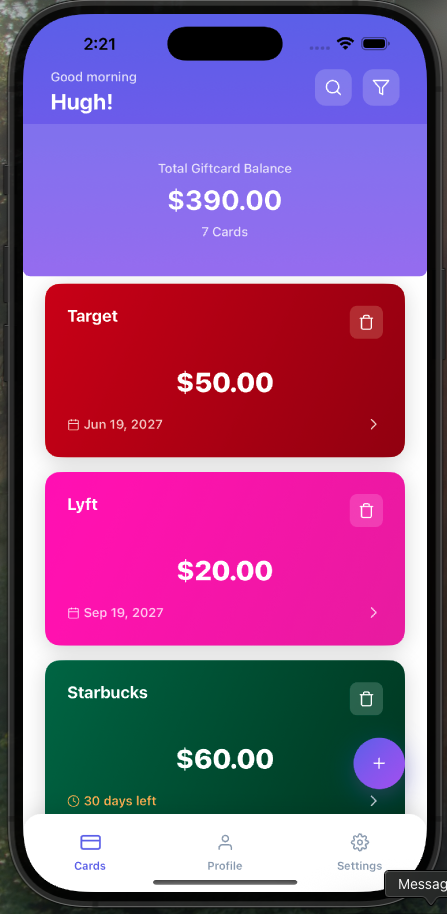 2:21
Good morning
Hugh!
Total Giftcard Balance
$390.00
7 Cards
Target
$50.00
Jun 19, 2027
Lyft
$20.00
Sep 19, 2027
Starbucks
$60.00
+
30 days left
Cards Profile Settings
Messag